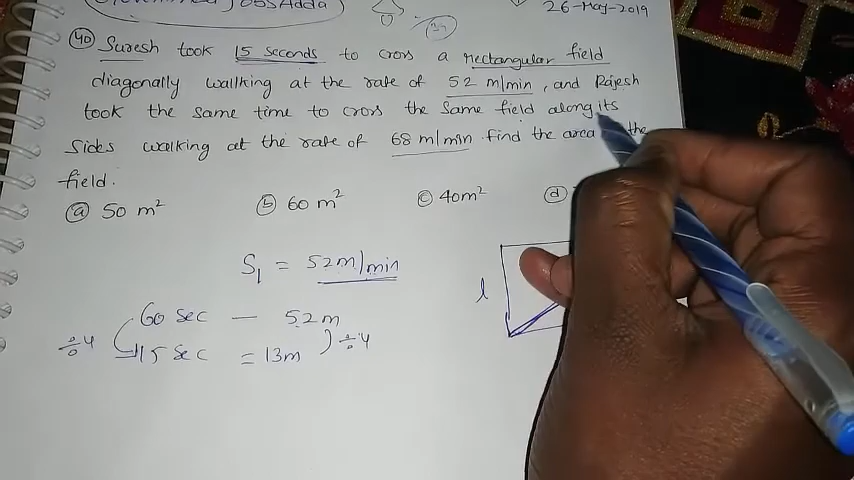 JobsAdda
26-May-2019
40 Suresh took 15 seconds to cross a rectangular field
diagonally wallking at the rate of 52 m/min, and Rajesh
took the same time to cross the same field along its
sides walking at the rate of 68 m/min. find the area the
field.
a 50 m² b 60 m² c 40m² d
S₁ = 52m/min
l
60 sec — 52m
÷4 15 sec = 13m ÷4